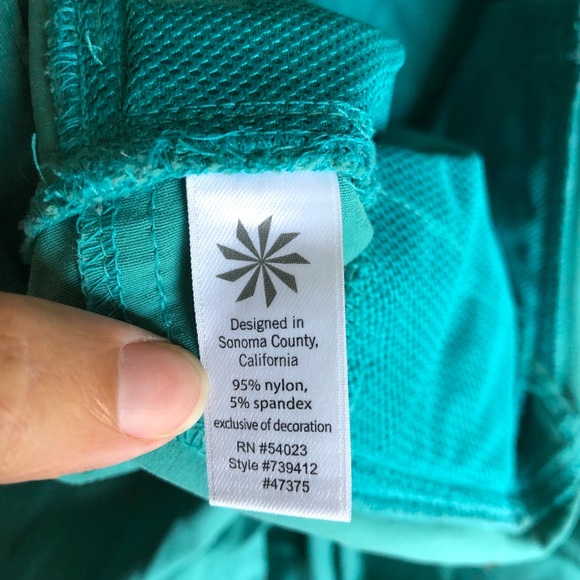 Designed in
Sonoma County,
California
95% nylon,
5% spandex
exclusive of decoration
RN #54023
Style #739412
#47375